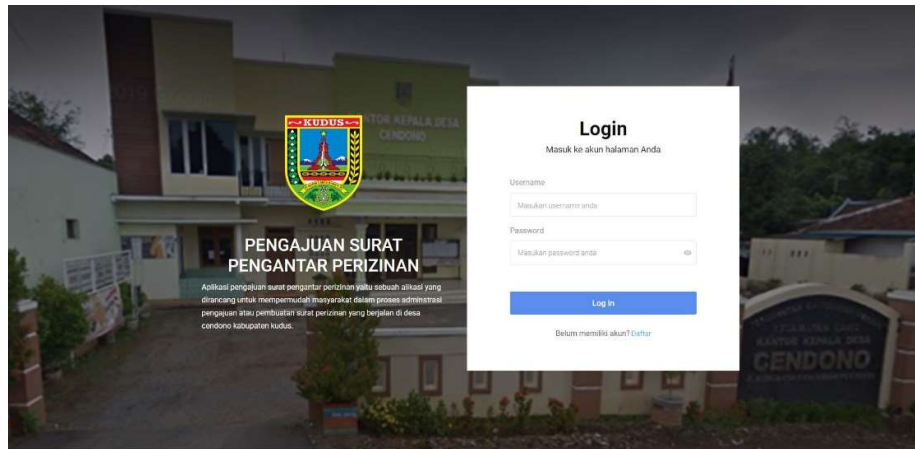 KUDUS
KANTOR KEPALA DESA
CENDONO
PENGAJUAN SURAT
PENGANTAR PERIZINAN
Aplikasi pengajuan surat pengantar perizinan yaitu sebuah alikasi yang
dirancang untuk mempermudah masyarakat dalam proses adminstrasi
pengajuan atau pembuatan surat perizinan yang berjalan di desa
cendono kabupaten kudus.
Login
Masuk ke akun halaman Anda
Username
Masukan username anda
Password
Masukan password anda
Log In
Belum memiliki akun? Daftar
KANTOR KEPALA DESA
CENDONO